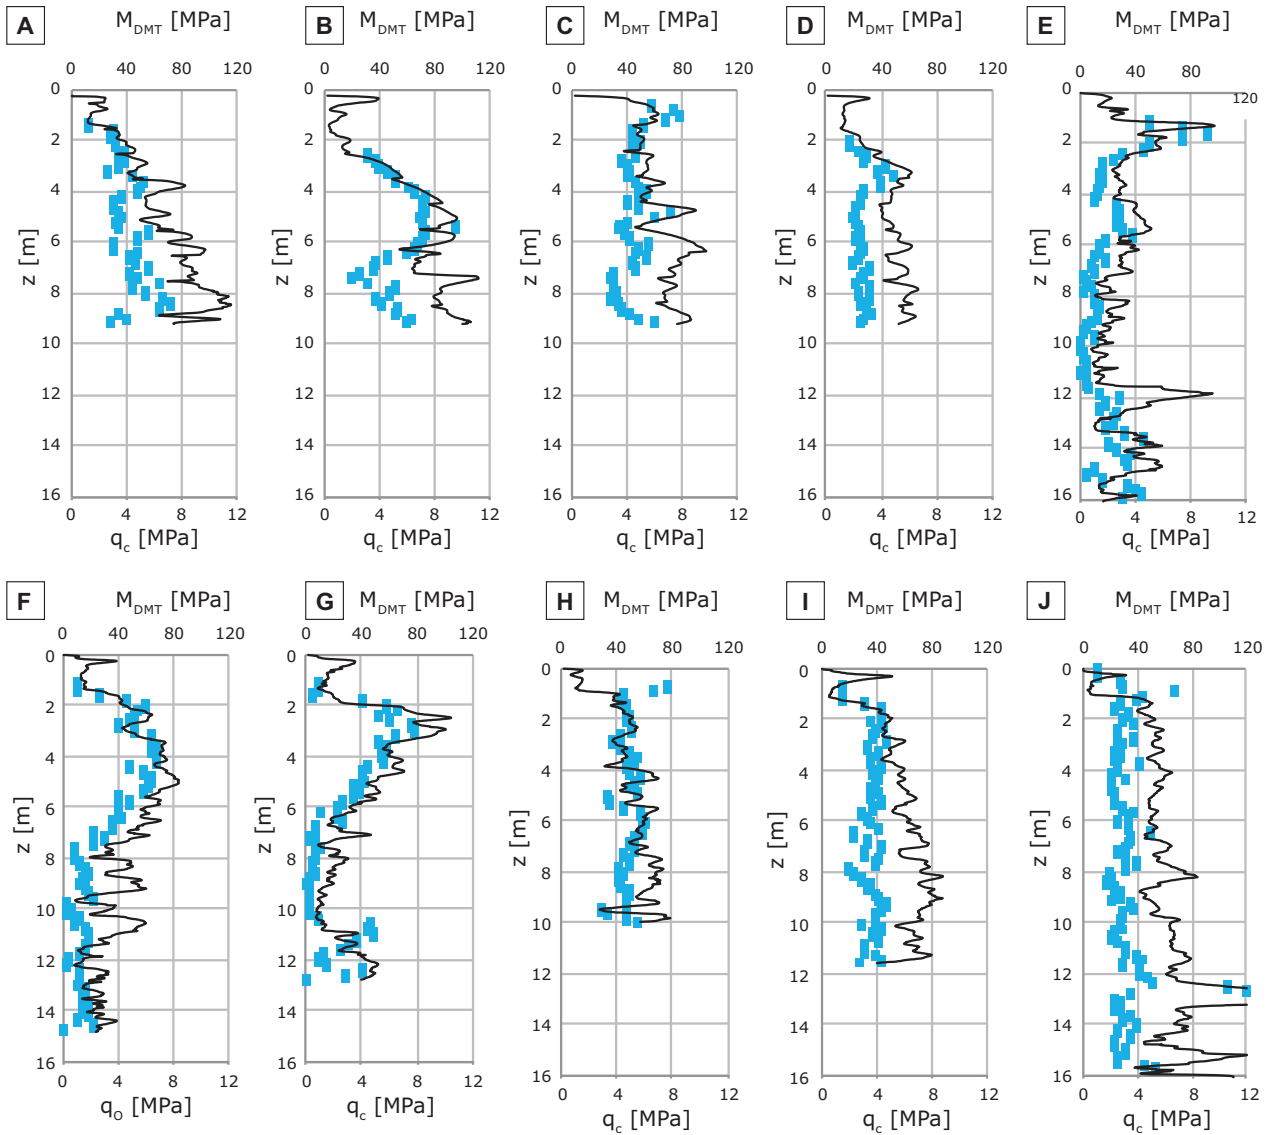 A M_DMT [MPa] B M_DMT [MPa] C M_DMT [MPa] D M_DMT [MPa] E M_DMT [MPa]
0 40 80 120 0 40 80 120 0 40 80 120 0 40 80 120 40 80
120
0 0 0 0 0
2 2 2 2 2
4 4 4 4 4
6 6 6 6 6
z [m] z [m] z [m] z [m] z [m]
8 8 8 8 8
10 10 10 10 10
12 12 12 12 12
14 14 14 14 14
16 16 16 16 16
0 4 8 12 0 4 8 12 0 4 8 12 0 4 8 12 0 4 8 12
q_c [MPa] q_c [MPa] q_c [MPa] q_c [MPa] q_c [MPa]
F M_DMT [MPa] G M_DMT [MPa] H M_DMT [MPa] I M_DMT [MPa] J M_DMT [MPa]
0 40 80 120 0 40 80 120 0 40 80 120 0 40 80 120 0 40 80 120
0 0 0 0 0
2 2 2 2 2
4 4 4 4 4
6 6 6 6 6
z [m] z [m] z [m] z [m] z [m]
8 8 8 8 8
10 10 10 10 10
12 12 12 12 12
14 14 14 14 14
16 16 16 16 16
0 4 8 12 0 4 8 12 0 4 8 12 0 4 8 12 0 4 8 12
q_O [MPa] q_c [MPa] q_c [MPa] q_c [MPa] q_c [MPa]